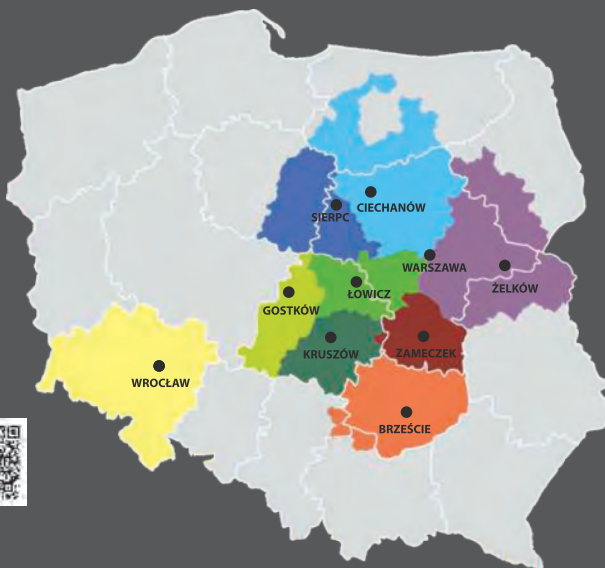 SIERPC
CIECHANÓW
WARSZAWA
ŻELKÓW
ŁOWICZ
GOSTKÓW
KRUSZÓW
ZAMECZEK
WROCŁAW
BRZEŚCIE